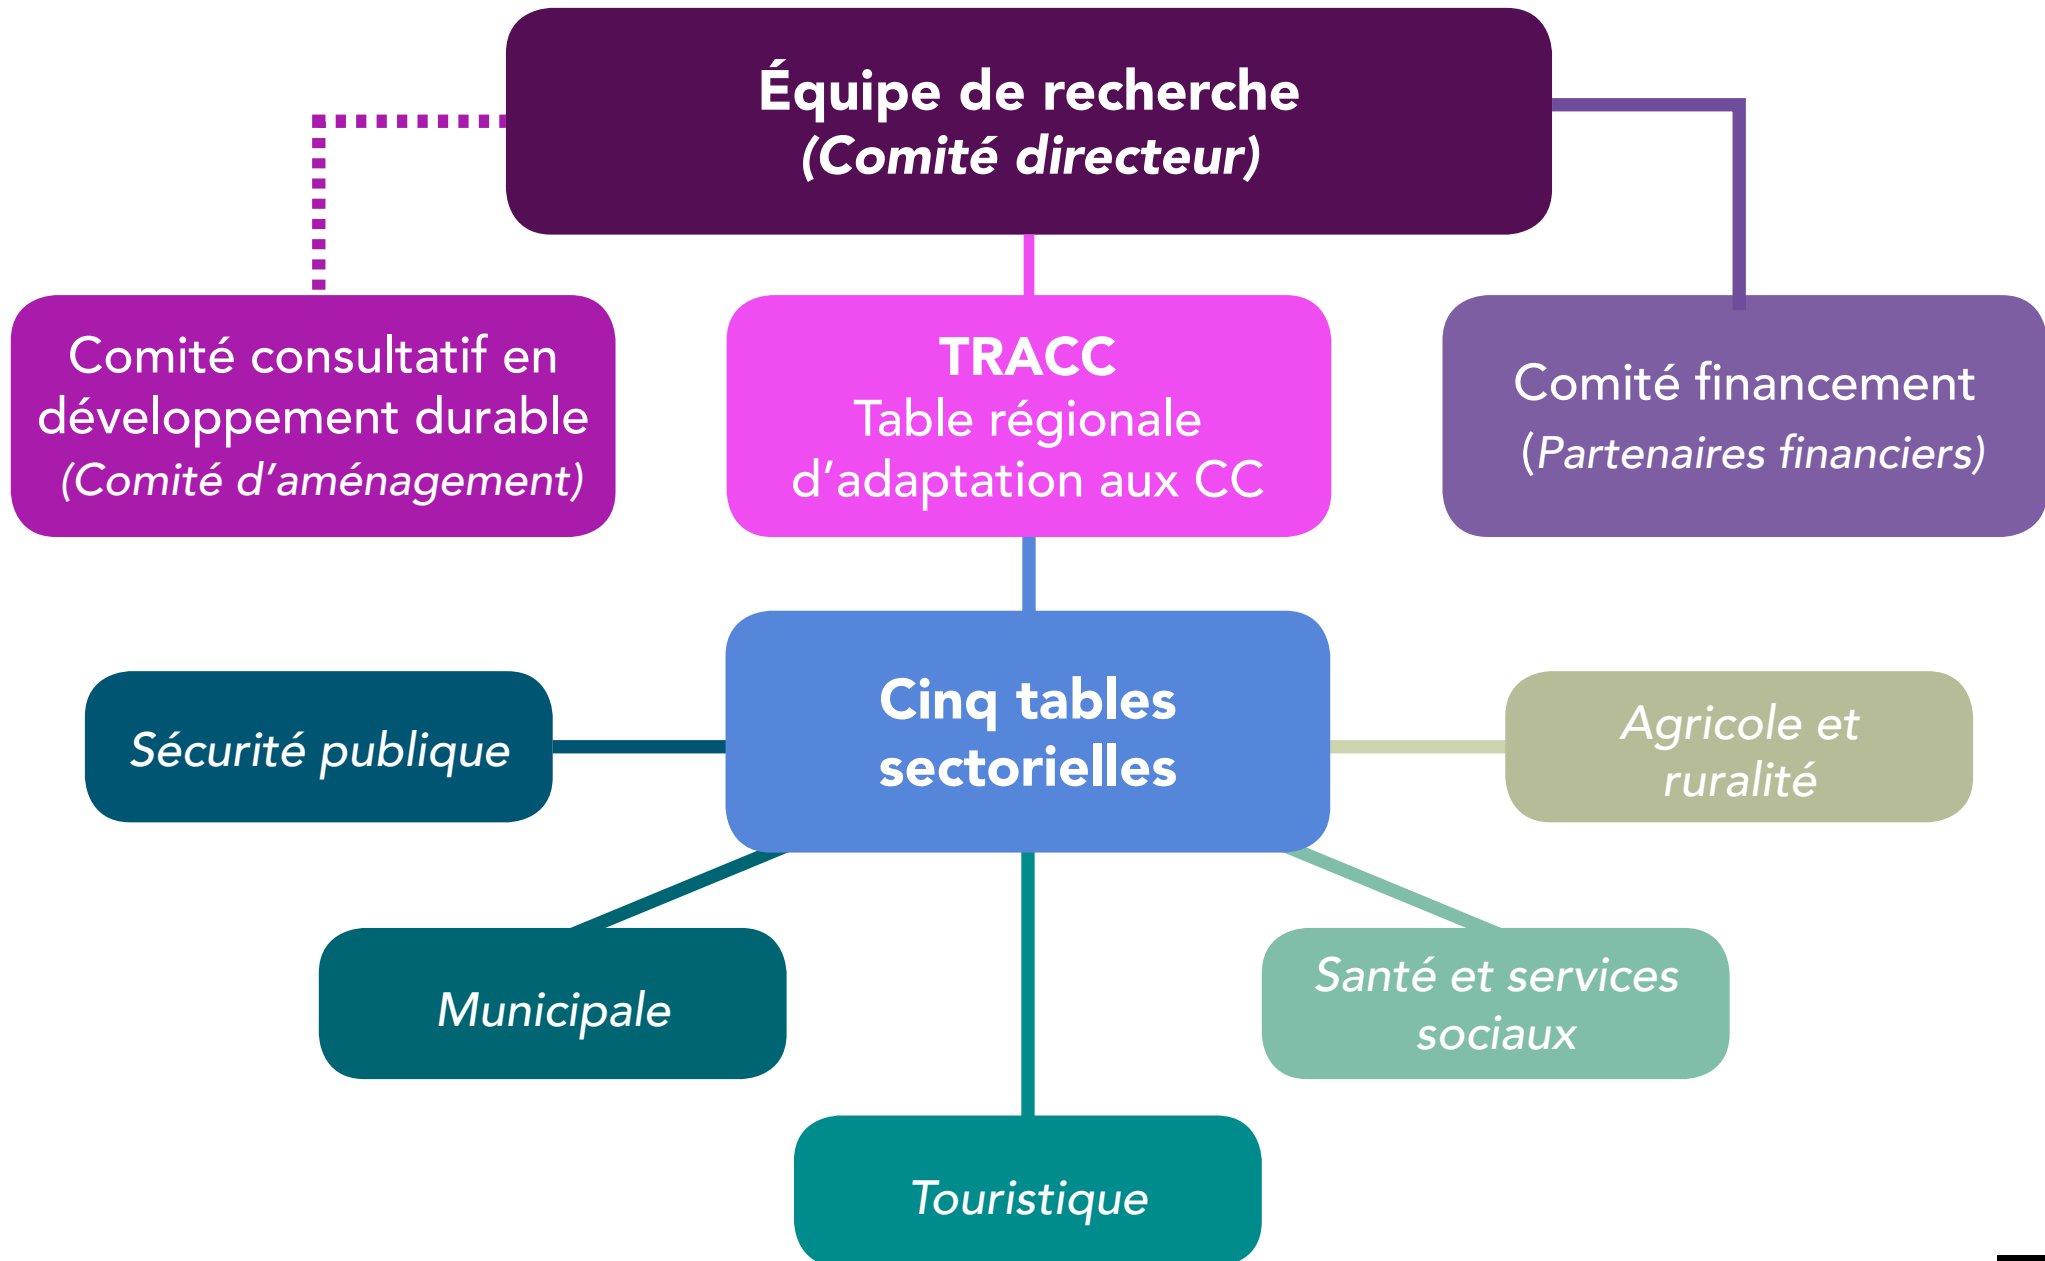 Équipe de recherche
(Comité directeur)
Comité consultatif en
développement durable
(Comité d’aménagement)
TRACC
Table régionale
d’adaptation aux CC
Comité financement
(Partenaires financiers)
Cinq tables
sectorielles
Sécurité publique
Agricole et
ruralité
Municipale
Santé et services
sociaux
Touristique